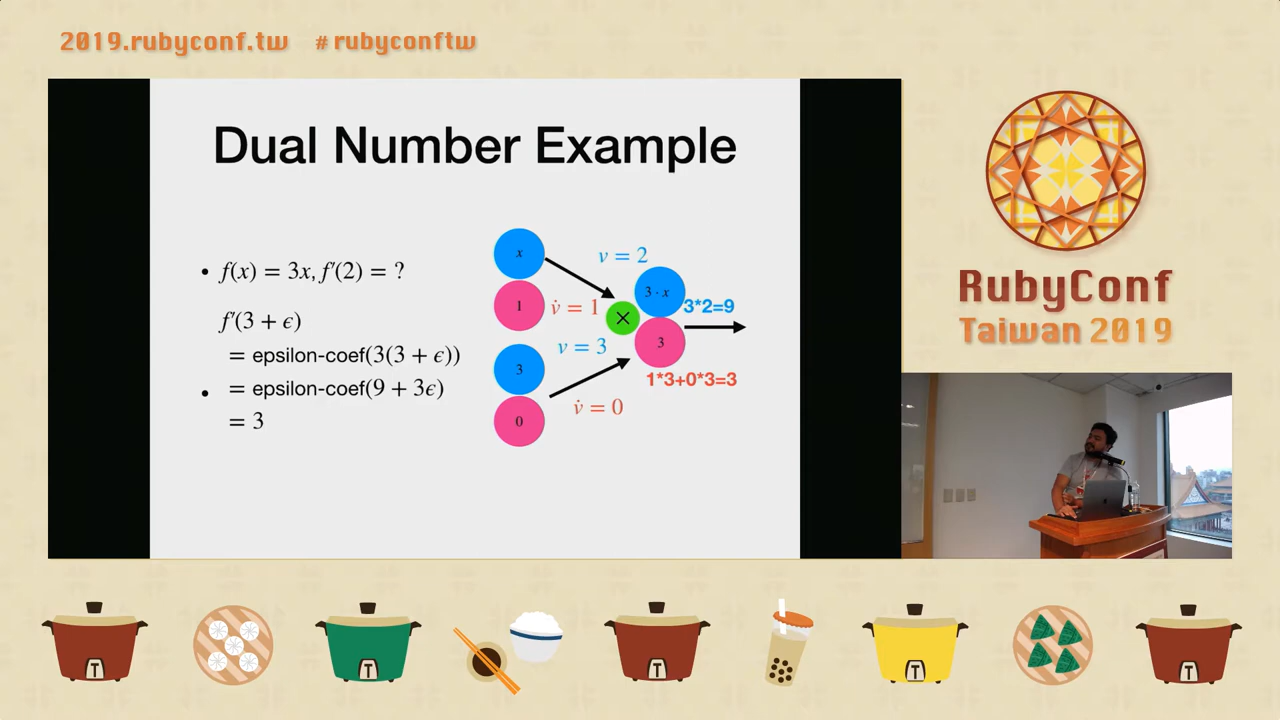 2019.rubyconf.tw # rubyconftw
Dual Number Example
• f(x) = 3x, f′(2) = ?
f′(3 + ϵ)
= epsilon-coef(3(3 + ϵ))
• = epsilon-coef(9 + 3ϵ)
= 3
x
1
3
0
v = 2
v̇ = 1
v = 3
v̇ = 0
×
3 · x
3
3*2=9
1*3+0*3=3
RubyConf
Taiwan 2019
T
T
T
T
T